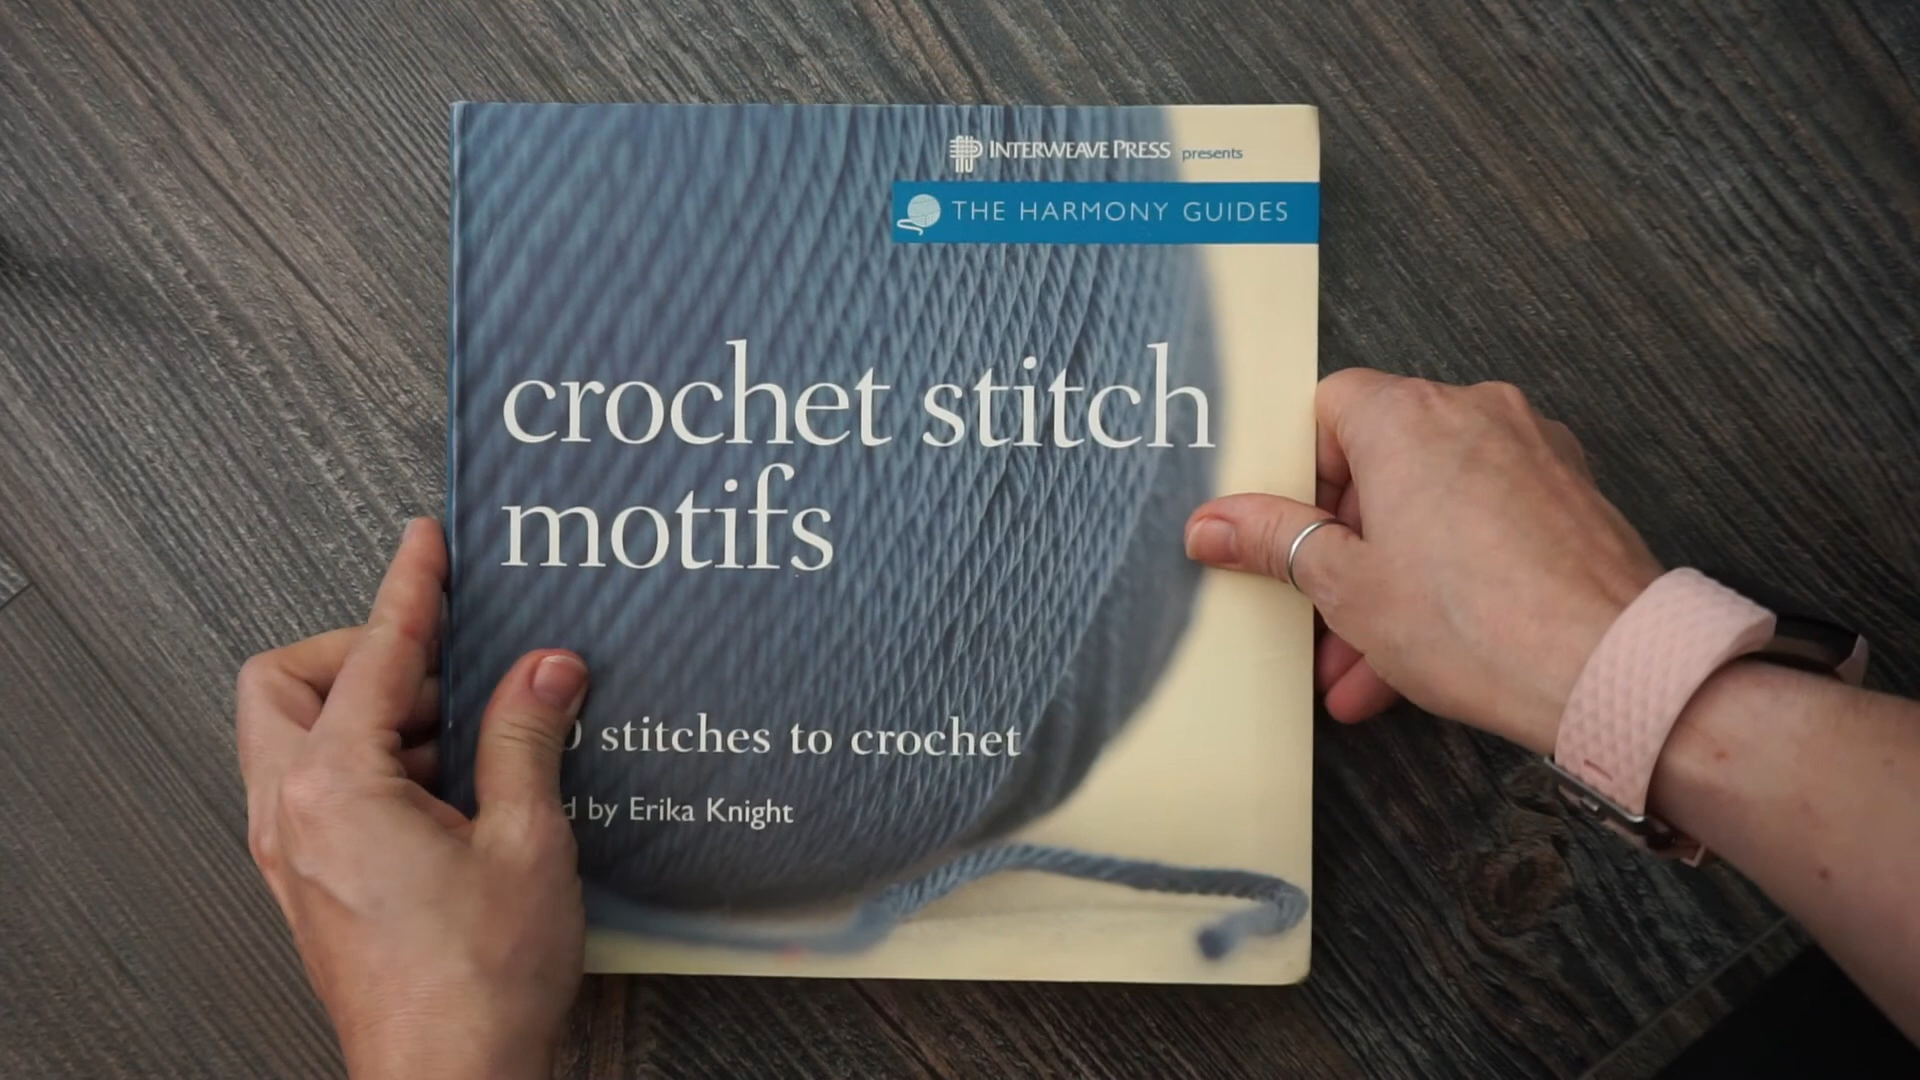 INTERWEAVE PRESS presents
THE HARMONY GUIDES
crochet stitch
motifs
stitches to crochet
by Erika Knight